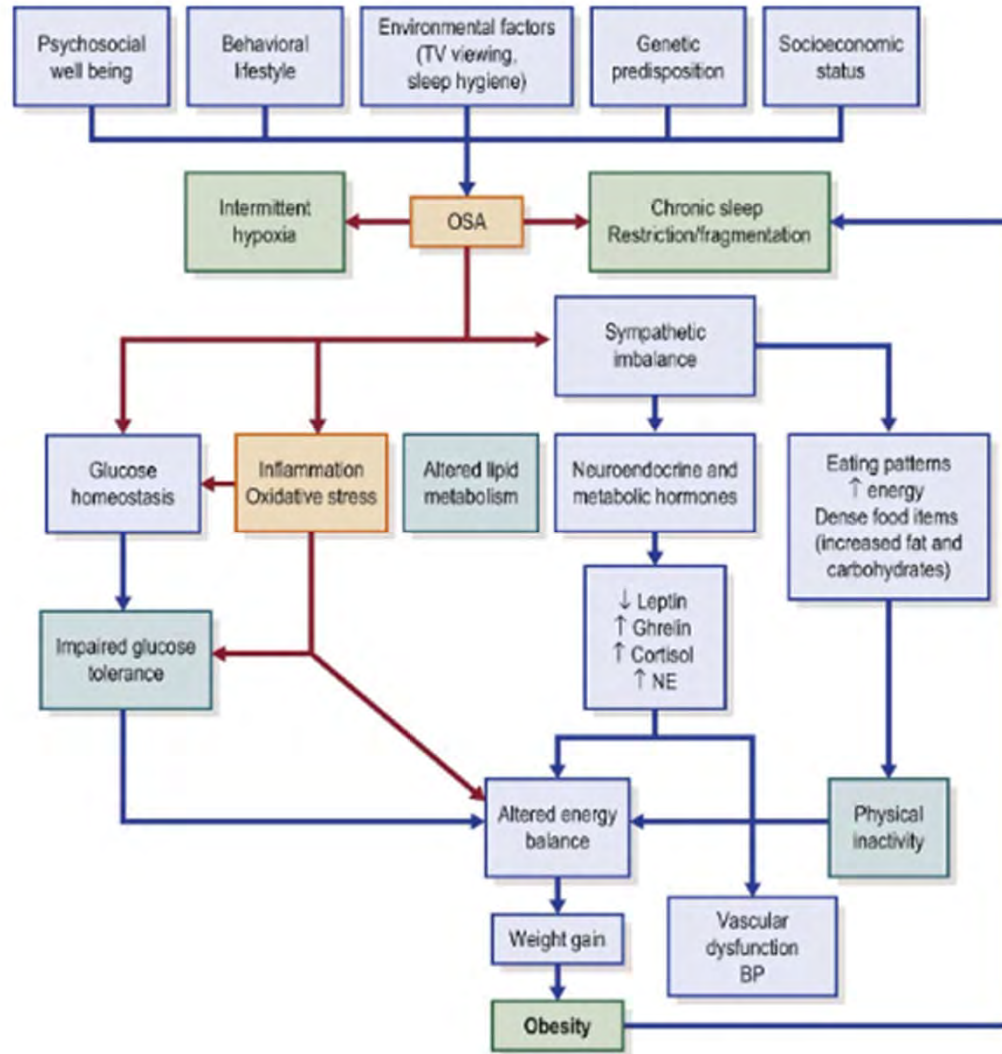 Psychosocial
well being
Behavioral
lifestyle
Environmental factors
(TV viewing,
sleep hygiene)
Genetic
predisposition
Socioeconomic
status
Intermittent
hypoxia
OSA
Chronic sleep
Restriction/fragmentation
Sympathetic
imbalance
Glucose
homeostasis
Inflammation
Oxidative stress
Altered lipid
metabolism
Neuroendocrine and
metabolic hormones
Eating patterns
↑ energy
Dense food items
(increased fat and
carbohydrates)
Impaired glucose
tolerance
↓ Leptin
↑ Ghrelin
↑ Cortisol
↑ NE
Altered energy
balance
Physical
inactivity
Weight gain
Vascular
dysfunction
BP
Obesity